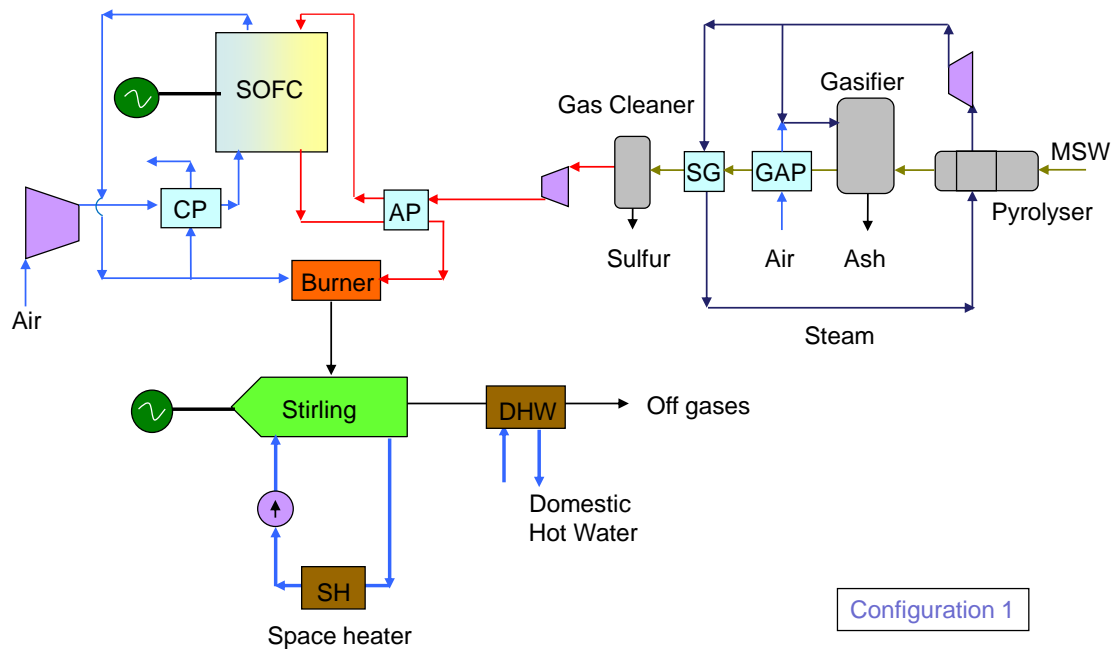 SOFC
Gas Cleaner
Gasifier
MSW
SG
GAP
CP
AP
Pyrolyser
Sulfur
Air
Ash
Burner
Air
Steam
Stirling
DHW
Off gases
Domestic
Hot Water
SH
Space heater
Configuration 1